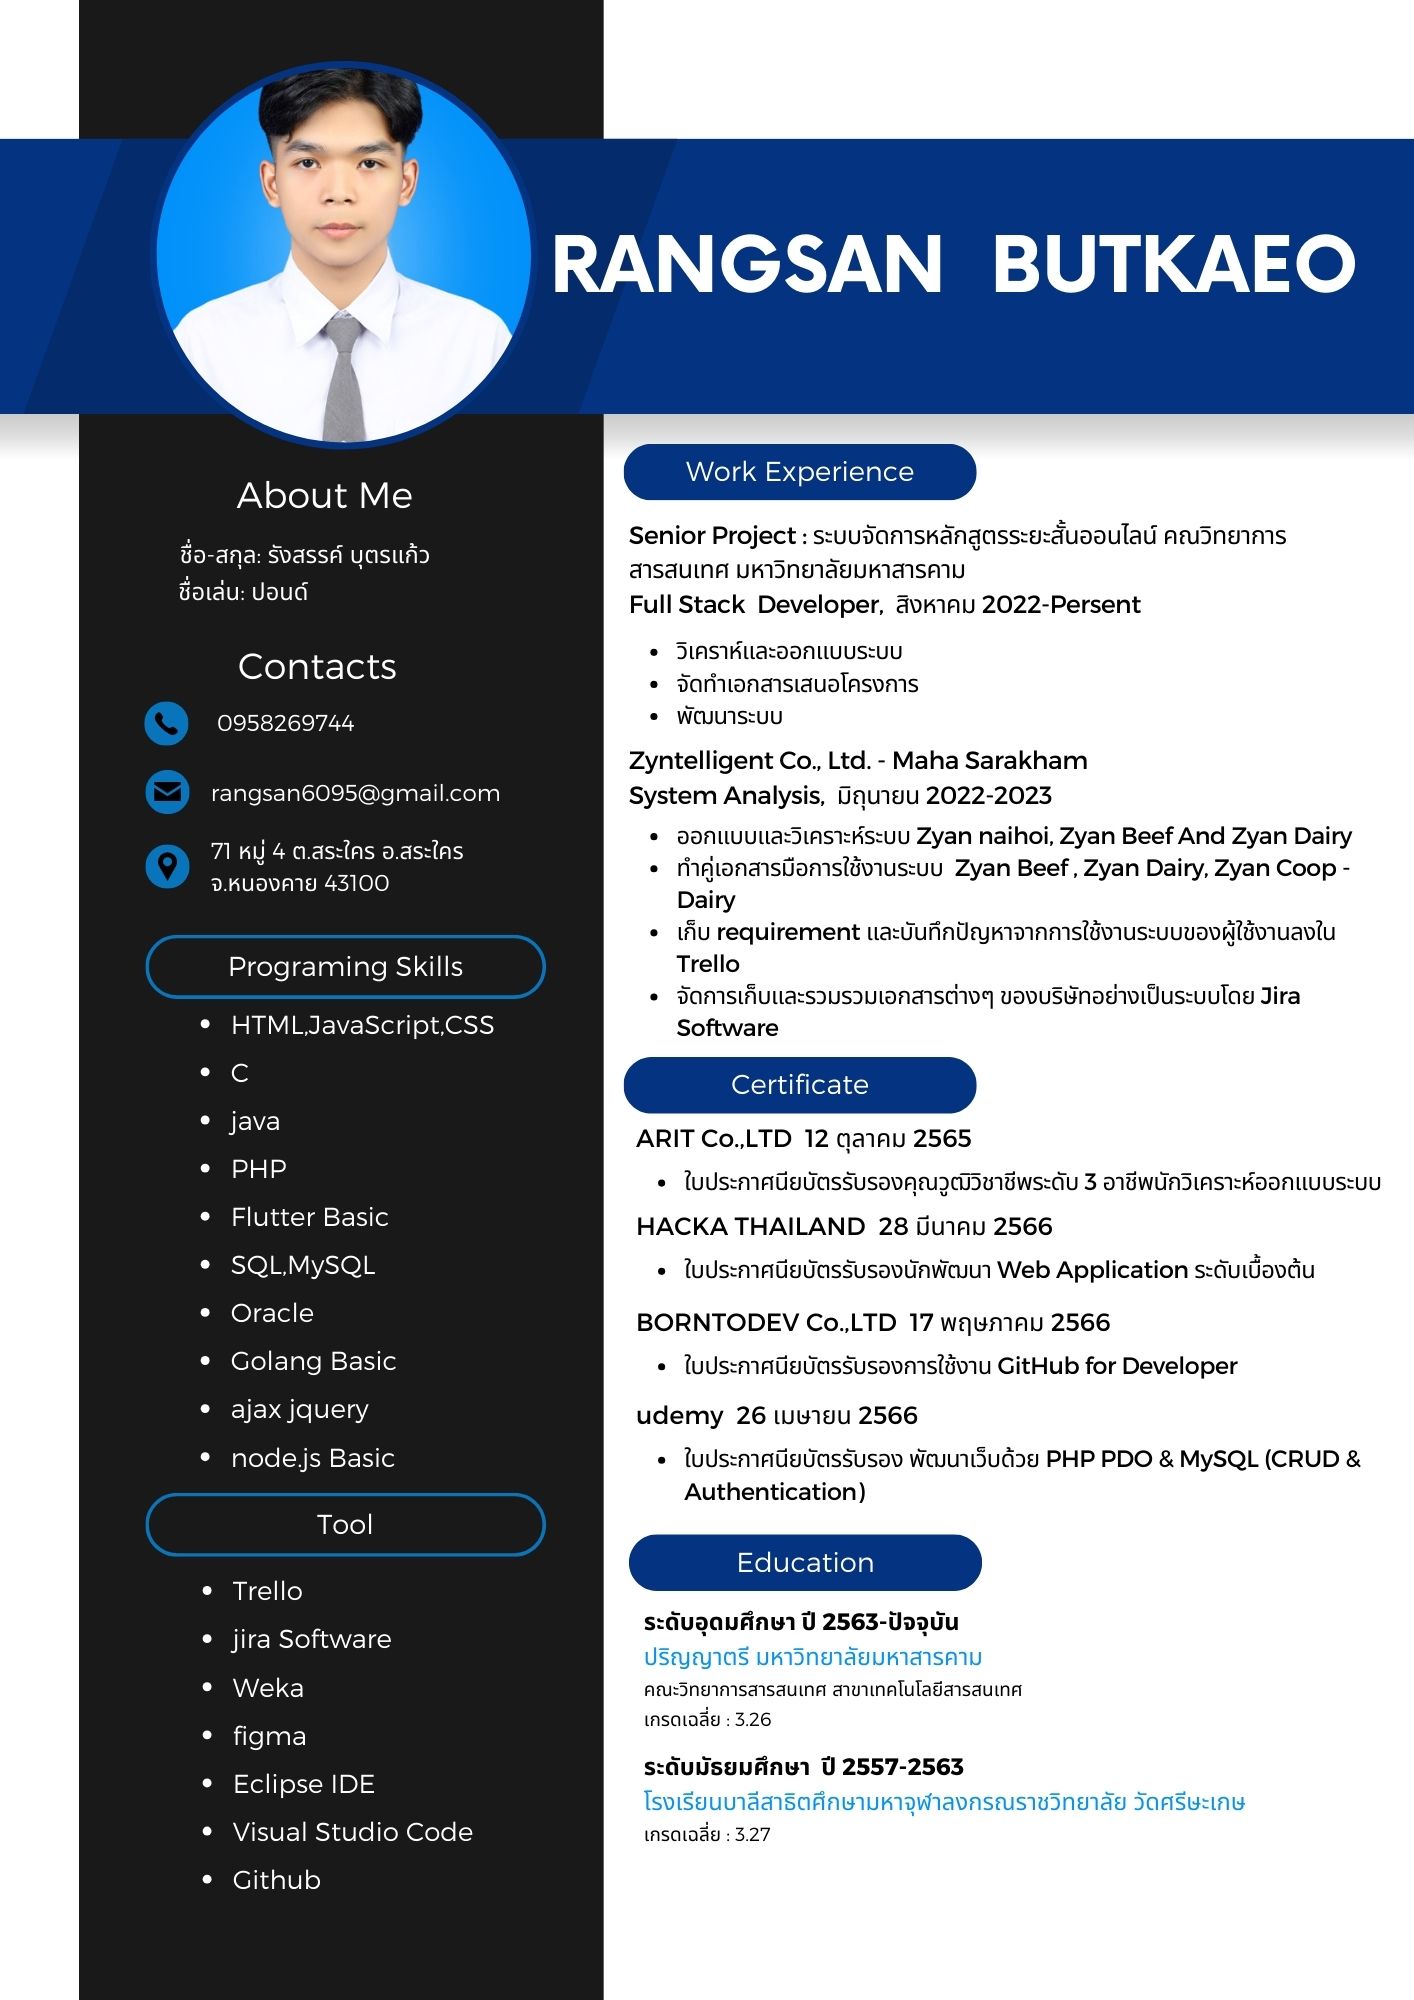 RANGSAN BUTKAEO
About Me
ชื่อ-สกุล: รังสรรค์ บุตรแก้ว
ชื่อเล่น: ปอนด์
Contacts
0958269744
rangsan6095@gmail.com
71 หมู่ 4 ต.สระใคร อ.สระใคร
จ.หนองคาย 43100
Programing Skills
• HTML,JavaScript,CSS
• C
• java
• PHP
• Flutter Basic
• SQL,MySQL
• Oracle
• Golang Basic
• ajax jquery
• node.js Basic
Tool
• Trello
• jira Software
• Weka
• figma
• Eclipse IDE
• Visual Studio Code
• Github
Work Experience
Senior Project : ระบบจัดการหลักสูตรระยะสั้นออนไลน์ คณวิทยาการ
สารสนเทศ มหาวิทยาลัยมหาสารคาม
Full Stack Developer, สิงหาคม 2022-Persent
• วิเคราห์และออกแบบระบบ
• จัดทำเอกสารเสนอโครงการ
• พัฒนาระบบ
Zyntelligent Co., Ltd. - Maha Sarakham
System Analysis, มิถุนายน 2022-2023
• ออกแบบและวิเคราะห์ระบบ Zyan naihoi, Zyan Beef And Zyan Dairy
• ทำคู่เอกสารมือการใช้งานระบบ Zyan Beef , Zyan Dairy, Zyan Coop -
Dairy
• เก็บ requirement และบันทึกปัญหาจากการใช้งานระบบของผู้ใช้งานลงใน
Trello
• จัดการเก็บและรวมรวมเอกสารต่างๆ ของบริษัทอย่างเป็นระบบโดย Jira
Software
Certificate
ARIT Co.,LTD 12 ตุลาคม 2565
• ใบประกาศนียบัตรรับรองคุณวูฒิวิชาชีพระดับ 3 อาชีพนักวิเคราะห์ออกแบบระบบ
HACKA THAILAND 28 มีนาคม 2566
• ใบประกาศนียบัตรรับรองนักพัฒนา Web Application ระดับเบื้องต้น
BORNTODEV Co.,LTD 17 พฤษภาคม 2566
• ใบประกาศนียบัตรรับรองการใช้งาน GitHub for Developer
udemy 26 เมษายน 2566
• ใบประกาศนียบัตรรับรอง พัฒนาเว็บด้วย PHP PDO & MySQL (CRUD &
Authentication)
Education
ระดับอุดมศึกษา ปี 2563-ปัจจุบัน
ปริญญาตรี มหาวิทยาลัยมหาสารคาม
คณะวิทยาการสารสนเทศ สาขาเทคโนโลยีสารสนเทศ
เกรดเฉลี่ย : 3.26
ระดับมัธยมศึกษา ปี 2557-2563
โรงเรียนบาลีสาธิตศึกษามหาจุฬาลงกรณราชวิทยาลัย วัดศรีษะเกษ
เกรดเฉลี่ย : 3.27